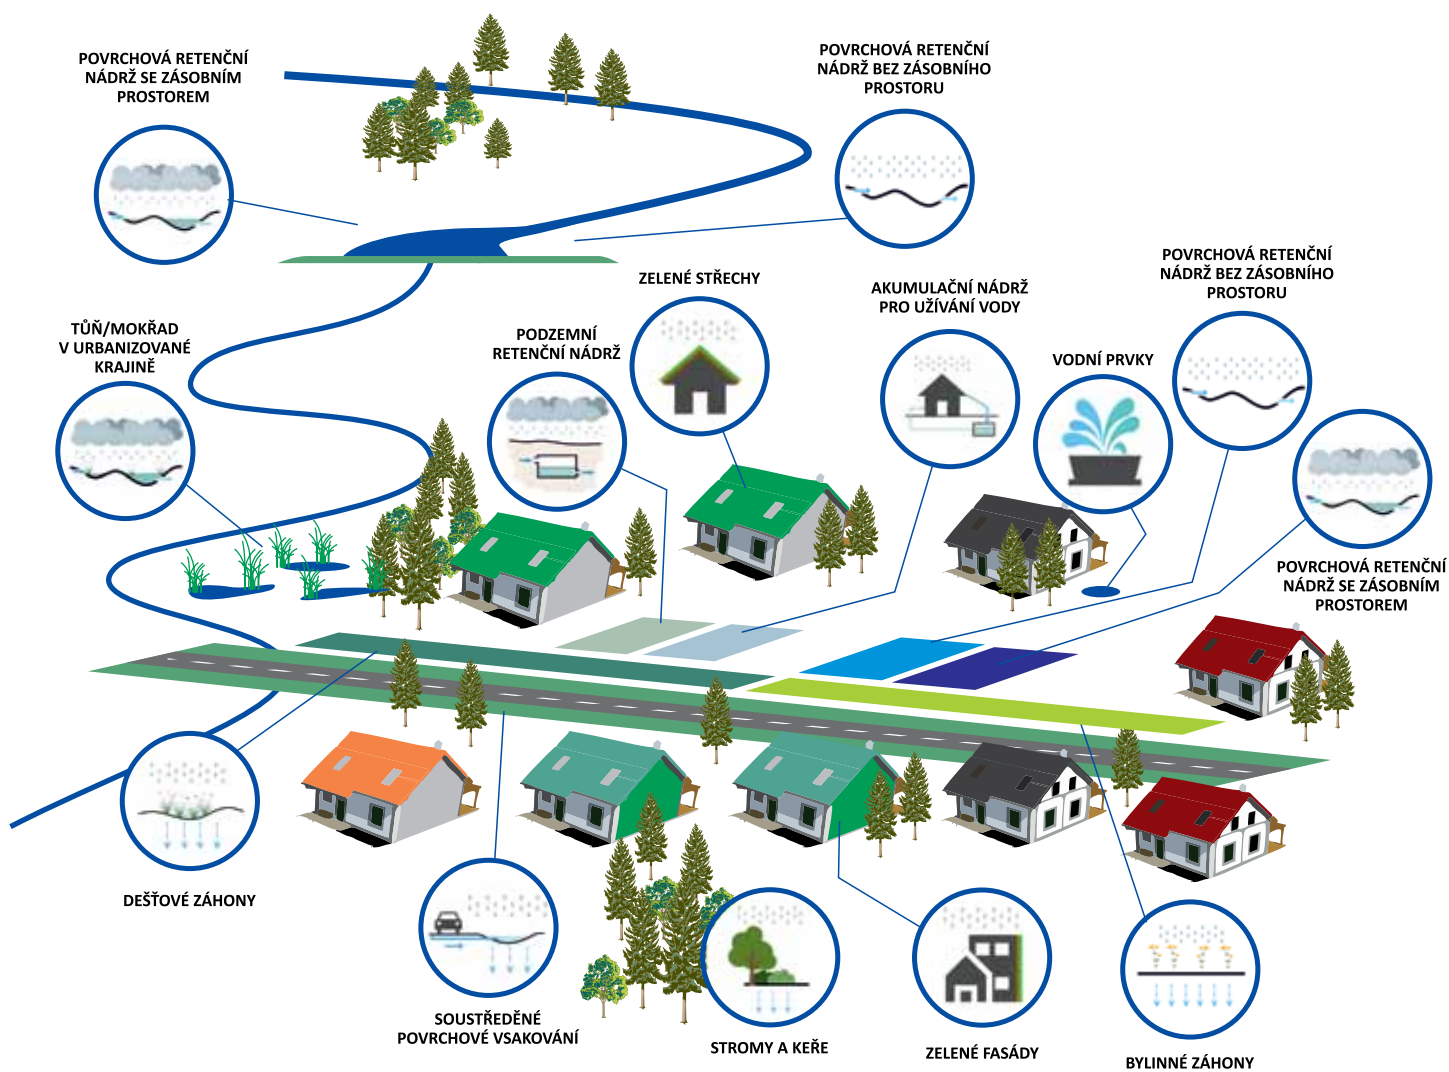 POVRCHOVÁ RETENČNÍ
NÁDRŽ SE ZÁSOBNÍM
PROSTOREM
POVRCHOVÁ RETENČNÍ
NÁDRŽ BEZ ZÁSOBNÍHO
PROSTORU
ZELENÉ STŘECHY
AKUMULAČNÍ NÁDRŽ
PRO UŽÍVÁNÍ VODY
POVRCHOVÁ RETENČNÍ
NÁDRŽ BEZ ZÁSOBNÍHO
PROSTORU
TŮŇ/MOKŘAD
V URBANIZOVANÉ
KRAJINĚ
PODZEMNÍ
RETENČNÍ NÁDRŽ
VODNÍ PRVKY
POVRCHOVÁ RETENČNÍ
NÁDRŽ SE ZÁSOBNÍM
PROSTOREM
DEŠŤOVÉ ZÁHONY
SOUSTŘEDĚNÉ
POVRCHOVÉ VSAKOVÁNÍ
STROMY A KEŘE
ZELENÉ FASÁDY
BYLINNÉ ZÁHONY